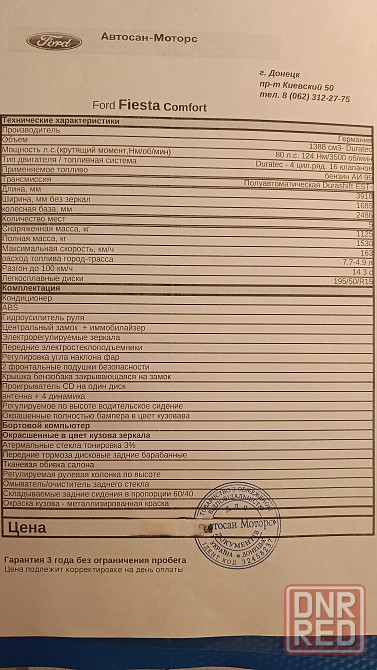 Ford
Автосан-Моторс
г. Донецк
пр-т Киевский 50
тел. 8 (062) 312-27-75
Ford Fiesta Comfort
Технические характеристики
Производитель Германия
Объем 1388 см3- Duratec
Мощность л.с.(крутящий момент,Нм/об/мин) 80 л.с. 124 Нм/3500 об/мин
Тип двигателя / топливная система Duratec - 4 цил.ряд. 16 клапанов
Применяемое топливо бензин АИ 95
Трансмиссия Полуавтоматическая Durashift EST
Длина, мм 3918
Ширина, мм без зеркал 1685
колесная база, мм 2486
Количество мест 5
Снаряженная масса, кг 1125
Полная масса, кг 1530
Максимальная скорость, км/ч 163
расход топлива город-трасса 7.7-4.9 л
Разгон до 100 км/ч 14.3 с
Легкосплавные диски 195/50/R15
Комплектация
Кондиционер
ABS
Гидроусилитель руля
Центральный замок + иммобилайзер
Электрорегулируемые зеркала
Передние электростеклоподъемники
Регулировка угла наклона фар
2 фронтальные подушки безопасности
Крышка бензобака закрывающаяся на замок
Проигрыватель CD на один диск
антенна + 4 динамика
Регулируемое по высоте водительское сидение
Окрашенные полностью бампера в цвет кузовава
Бортовой компьютер
Окрасшенные в цвет кузова зеркала
Атермальные стекла тонировка 3%
Передние тормоза дисковые задние барабанные
Тканевая обивка салона
Регулируемая рулевая колонка по высоте
Омыватель/очиститель заднего стекла
Складываемые задние сидения в пропорции 60/40
Окраска кузова - металлизированная краска
Цена
ДЛЯ
Автосан Моторс»
ДОКУМЕНТІВ
УКРАЇНА
Гарантия 3 года без ограничения пробега
Цена подлежит корректировке на день оплаты
DNR
RED